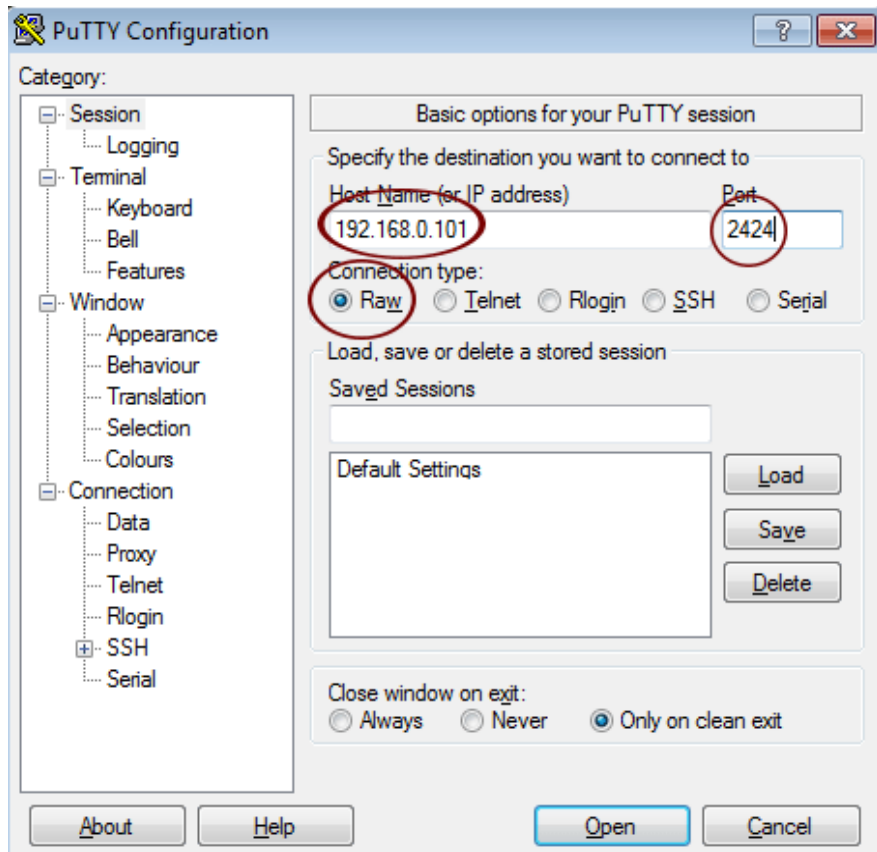 PuTTY Configuration
Category:
Session
Logging
Terminal
Keyboard
Bell
Features
Window
Appearance
Behaviour
Translation
Selection
Colours
Connection
Data
Proxy
Telnet
Rlogin
SSH
Serial
Basic options for your PuTTY session
Specify the destination you want to connect to
Host Name (or IP address) Port
192.168.0.101 2424
Connection type:
Raw Telnet Rlogin SSH Serial
Load, save or delete a stored session
Saved Sessions
Default Settings
Load
Save
Delete
Close window on exit:
Always Never Only on clean exit
About Help Open Cancel